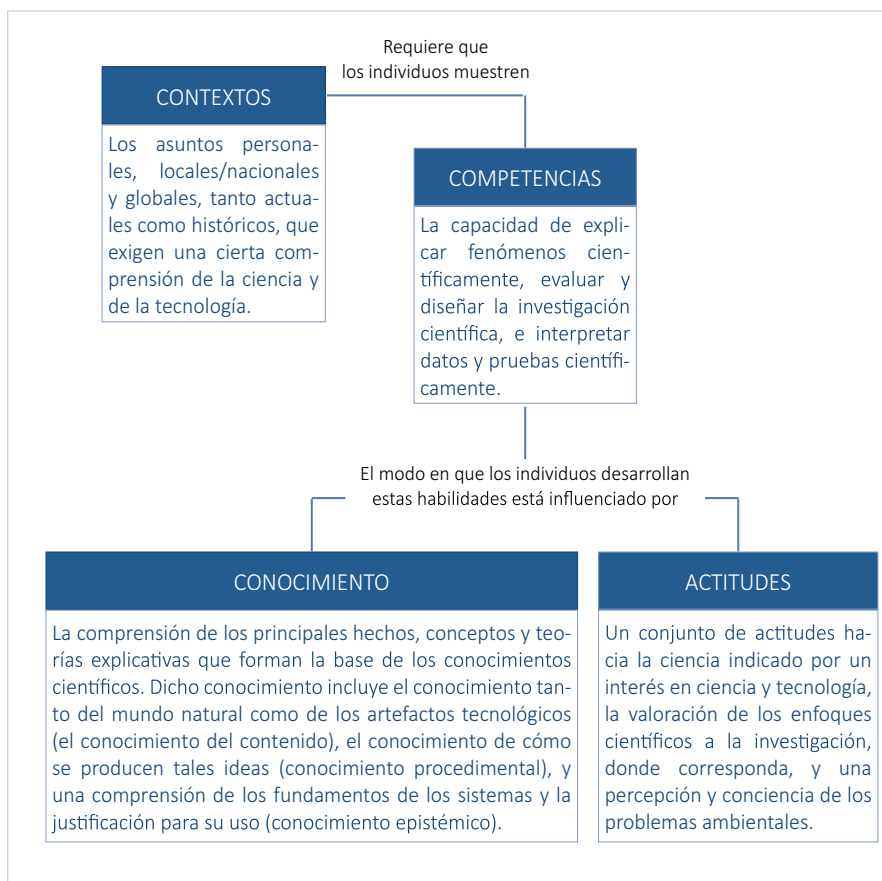 Requiere que
los individuos muestren
CONTEXTOS
Los asuntos persona-
les, locales/nacionales
y globales, tanto actua-
les como históricos, que
exigen una cierta com-
prensión de la ciencia y
de la tecnología.
COMPETENCIAS
La capacidad de expli-
car fenómenos cien-
tíficamente, evaluar y
diseñar la investigación
científica, e interpretar
datos y pruebas científi-
camente.
El modo en que los individuos desarrollan
estas habilidades está influenciado por
CONOCIMIENTO
La comprensión de los principales hechos, conceptos y teo-
rías explicativas que forman la base de los conocimientos
científicos. Dicho conocimiento incluye el conocimiento tan-
to del mundo natural como de los artefactos tecnológicos
(el conocimiento del contenido), el conocimiento de cómo
se producen tales ideas (conocimiento procedimental), y
una comprensión de los fundamentos de los sistemas y la
justificación para su uso (conocimiento epistémico).
ACTITUDES
Un conjunto de actitudes ha-
cia la ciencia indicado por un
interés en ciencia y tecnología,
la valoración de los enfoques
científicos a la investigación,
donde corresponda, y una
percepción y conciencia de los
problemas ambientales.